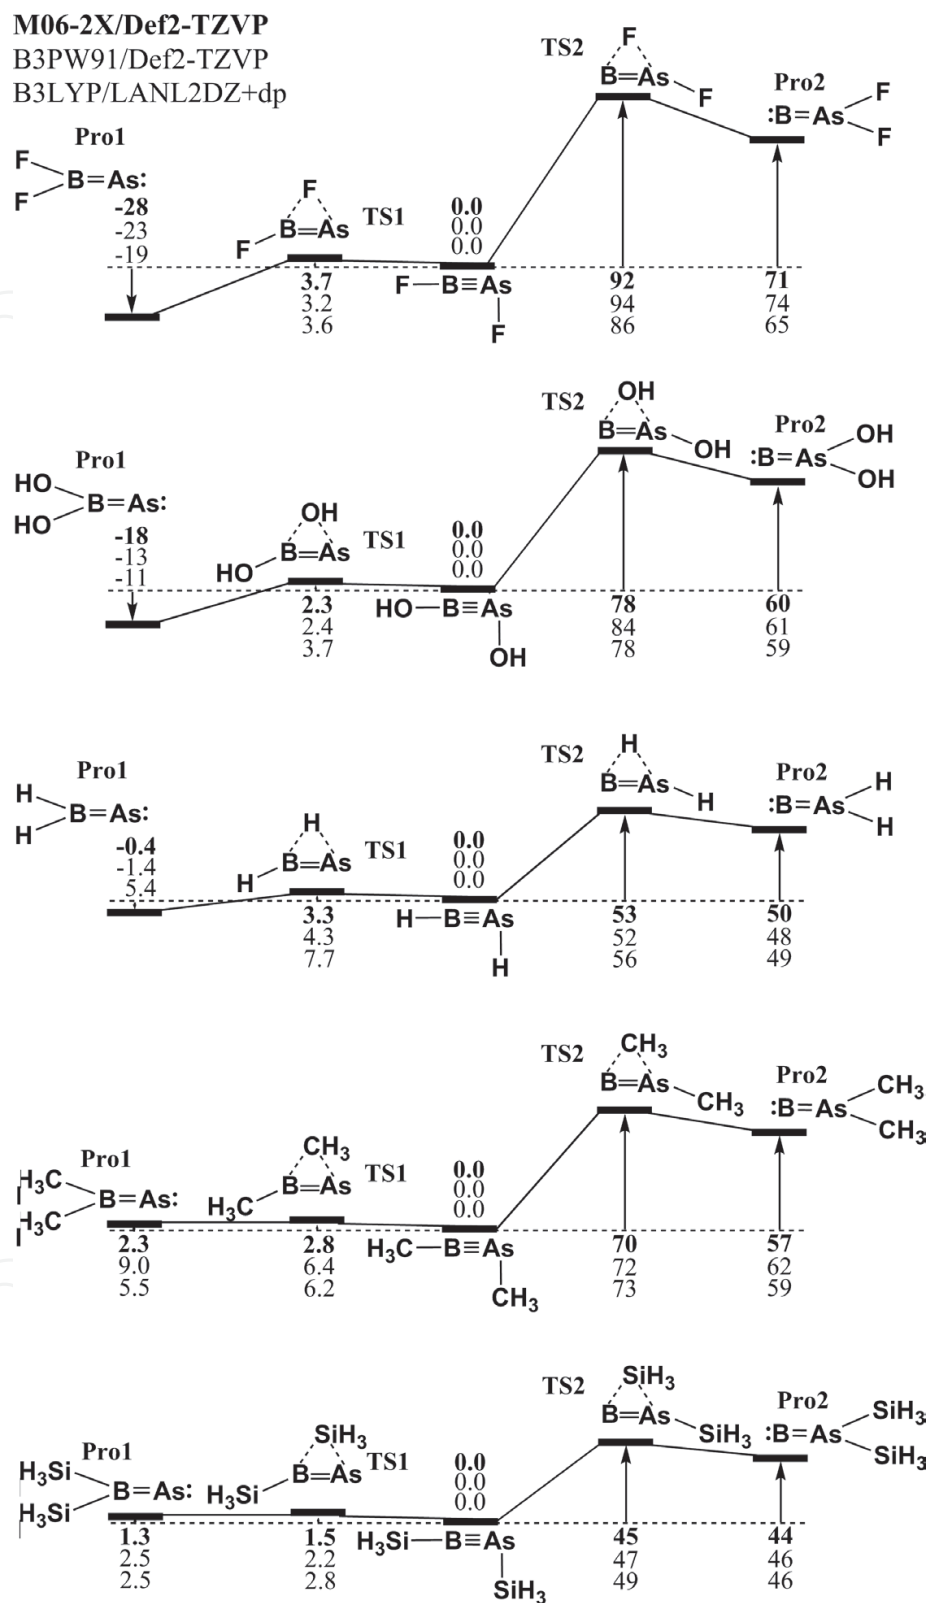 M06-2X/Def2-TZVP
B3PW91/Def2-TZVP
B3LYP/LANL2DZ+dp
Pro1
F
F
B=As:
-28
-23
-19
F
B=As
F
TS1
3.7
3.2
3.6
0.0
0.0
0.0
F—B≡As
F
TS2
F
B=As
F
92
94
86
Pro2
:B=As
F
F
71
74
65
Pro1
HO
HO
B=As:
-18
-13
-11
OH
B=As
HO
TS1
2.3
2.4
3.7
0.0
0.0
0.0
HO—B≡As
OH
TS2
OH
B=As
OH
78
84
78
Pro2
:B=As
OH
OH
60
61
59
Pro1
H
H
B=As:
-0.4
-1.4
5.4
H
B=As
H
TS1
3.3
4.3
7.7
0.0
0.0
0.0
H—B≡As
H
TS2
H
B=As
H
53
52
56
Pro2
:B=As
H
H
50
48
49
Pro1
H₃C
H₃C
B=As:
2.3
9.0
5.5
CH₃
B=As
H₃C
TS1
2.8
6.4
6.2
0.0
0.0
0.0
H₃C—B≡As
CH₃
TS2
CH₃
B=As
CH₃
70
72
73
Pro2
:B=As
CH₃
CH₃
57
62
59
Pro1
H₃Si
H₃Si
B=As:
1.3
2.5
2.5
SiH₃
B=As
H₃Si
TS1
1.5
2.2
2.8
0.0
0.0
0.0
H₃Si—B≡As
SiH₃
TS2
SiH₃
B=As
SiH₃
45
47
49
Pro2
:B=As
SiH₃
SiH₃
44
46
46